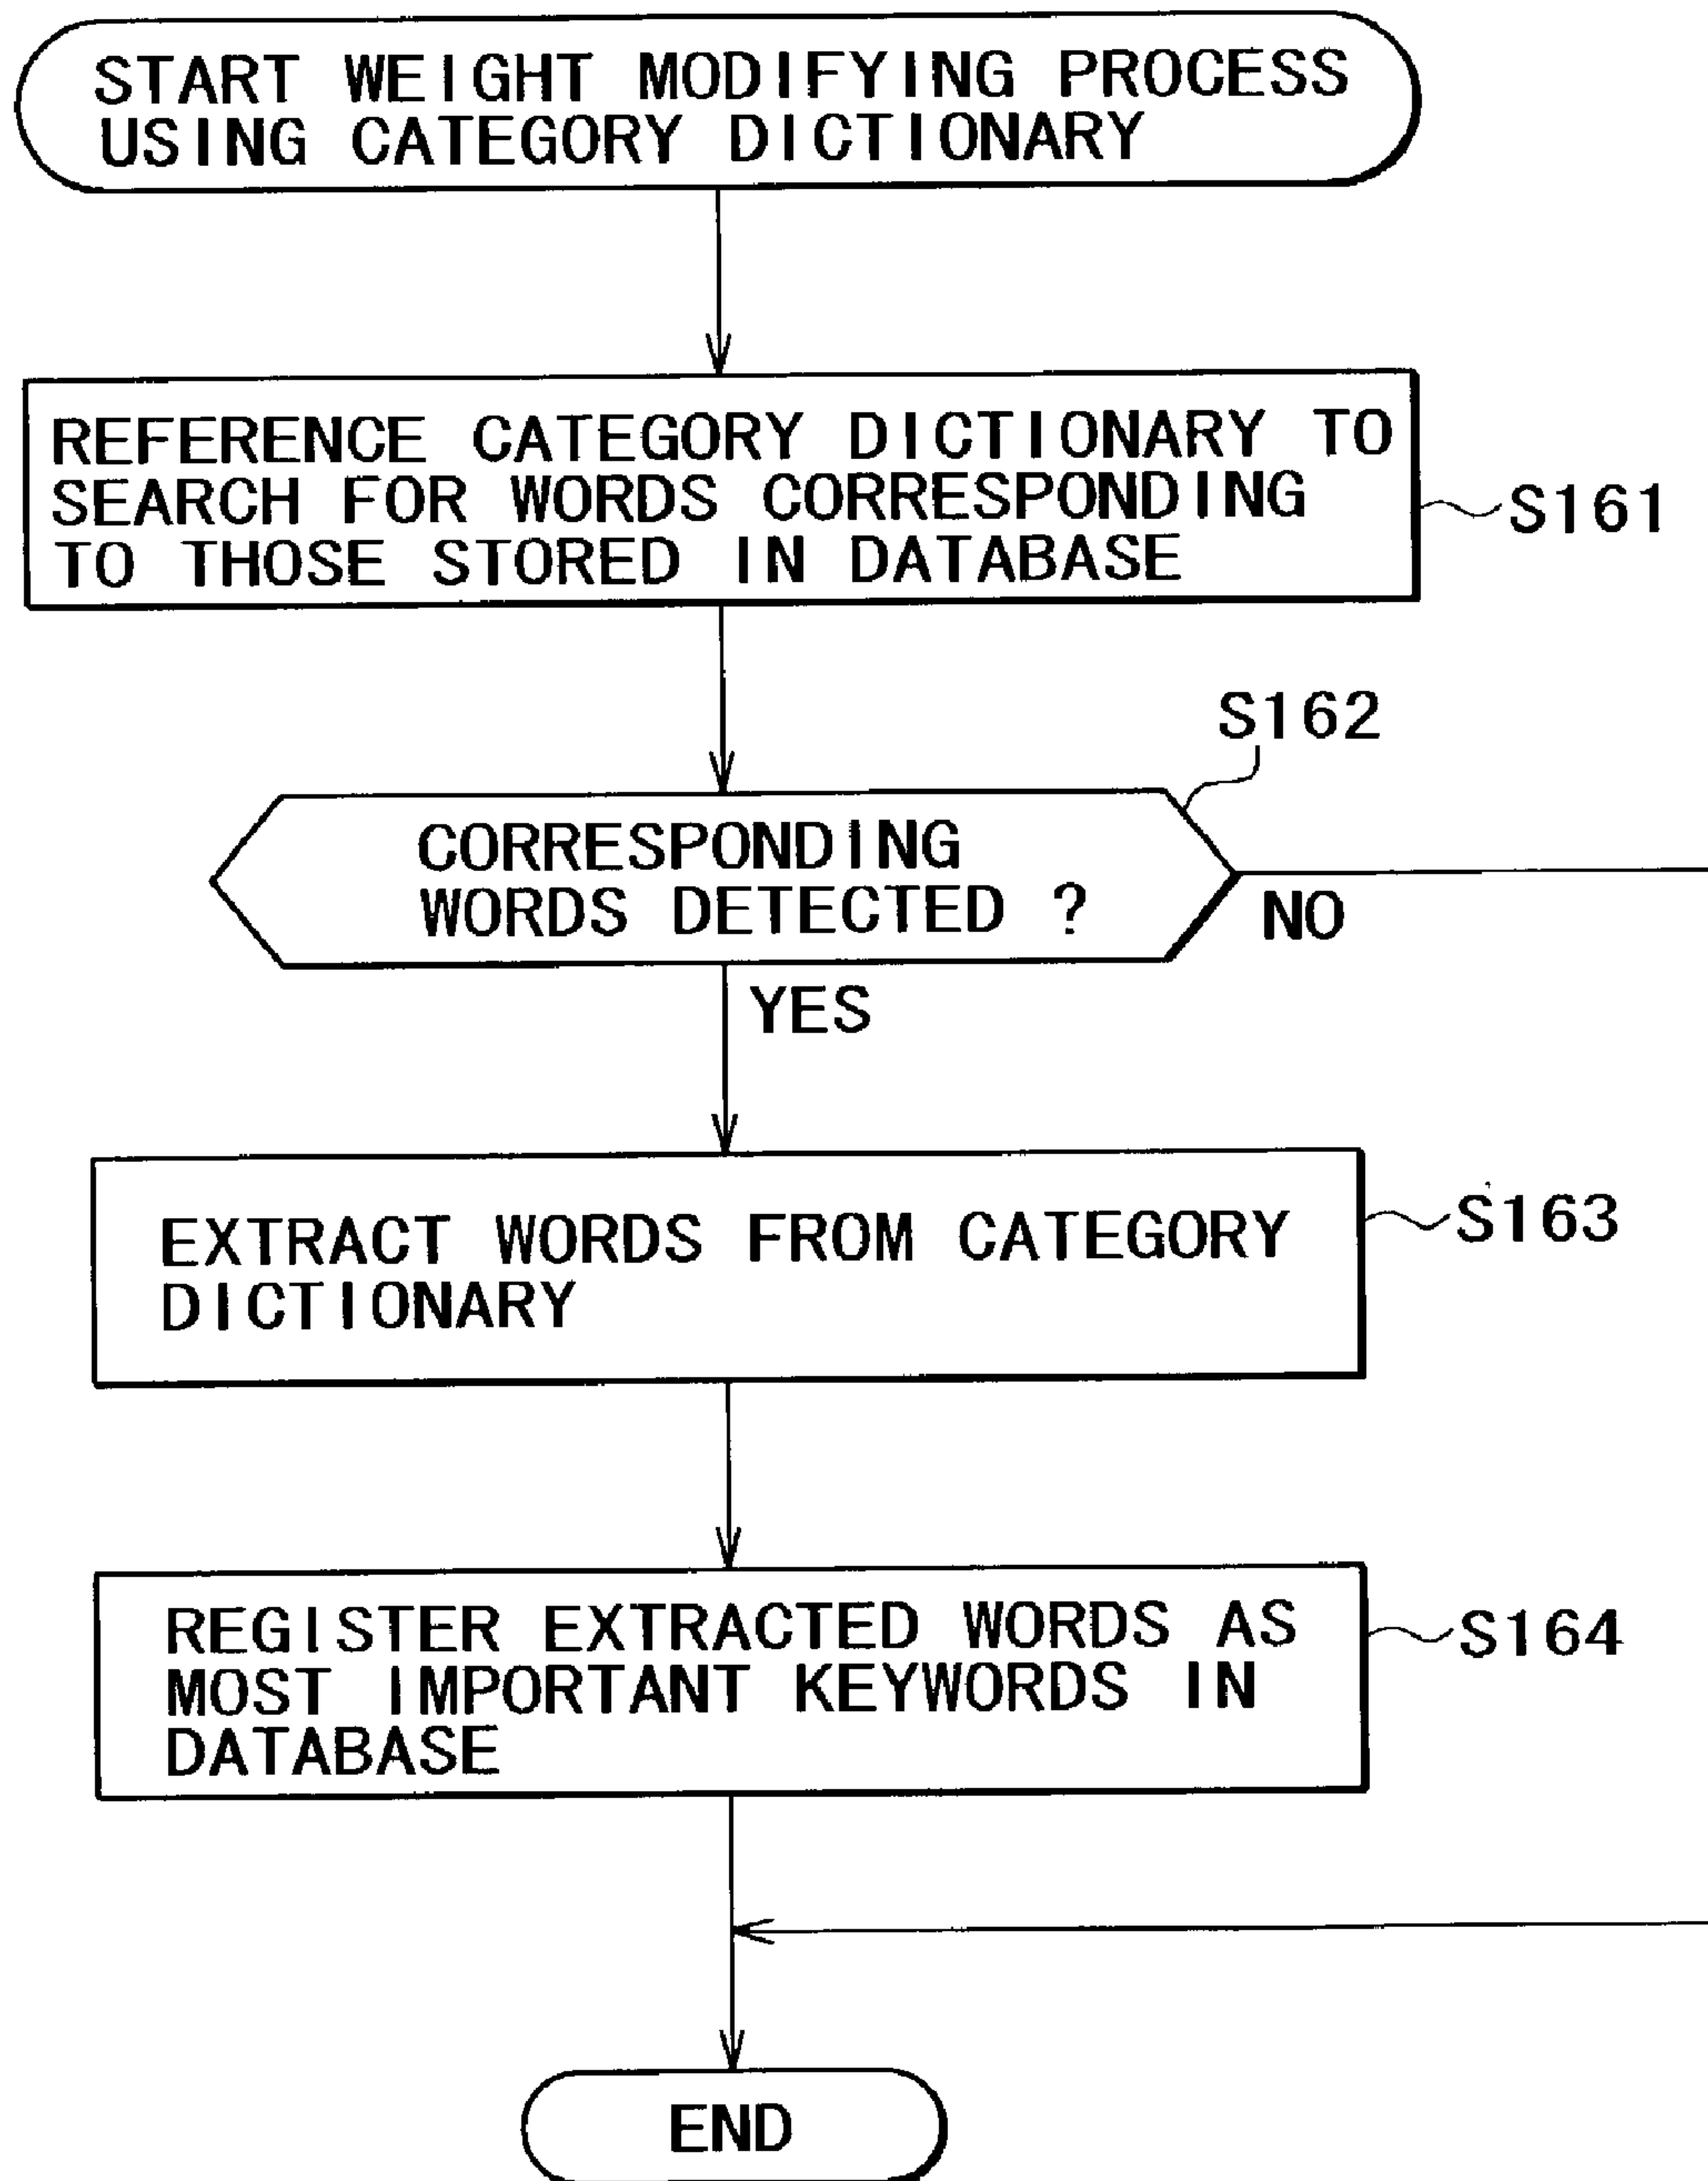 START WEIGHT MODIFYING PROCESS
USING CATEGORY DICTIONARY
REFERENCE CATEGORY DICTIONARY TO
SEARCH FOR WORDS CORRESPONDING
TO THOSE STORED IN DATABASE
S161
S162
CORRESPONDING
WORDS DETECTED ?
NO
YES
EXTRACT WORDS FROM CATEGORY
DICTIONARY
S163
REGISTER EXTRACTED WORDS AS
MOST IMPORTANT KEYWORDS IN
DATABASE
S164
END